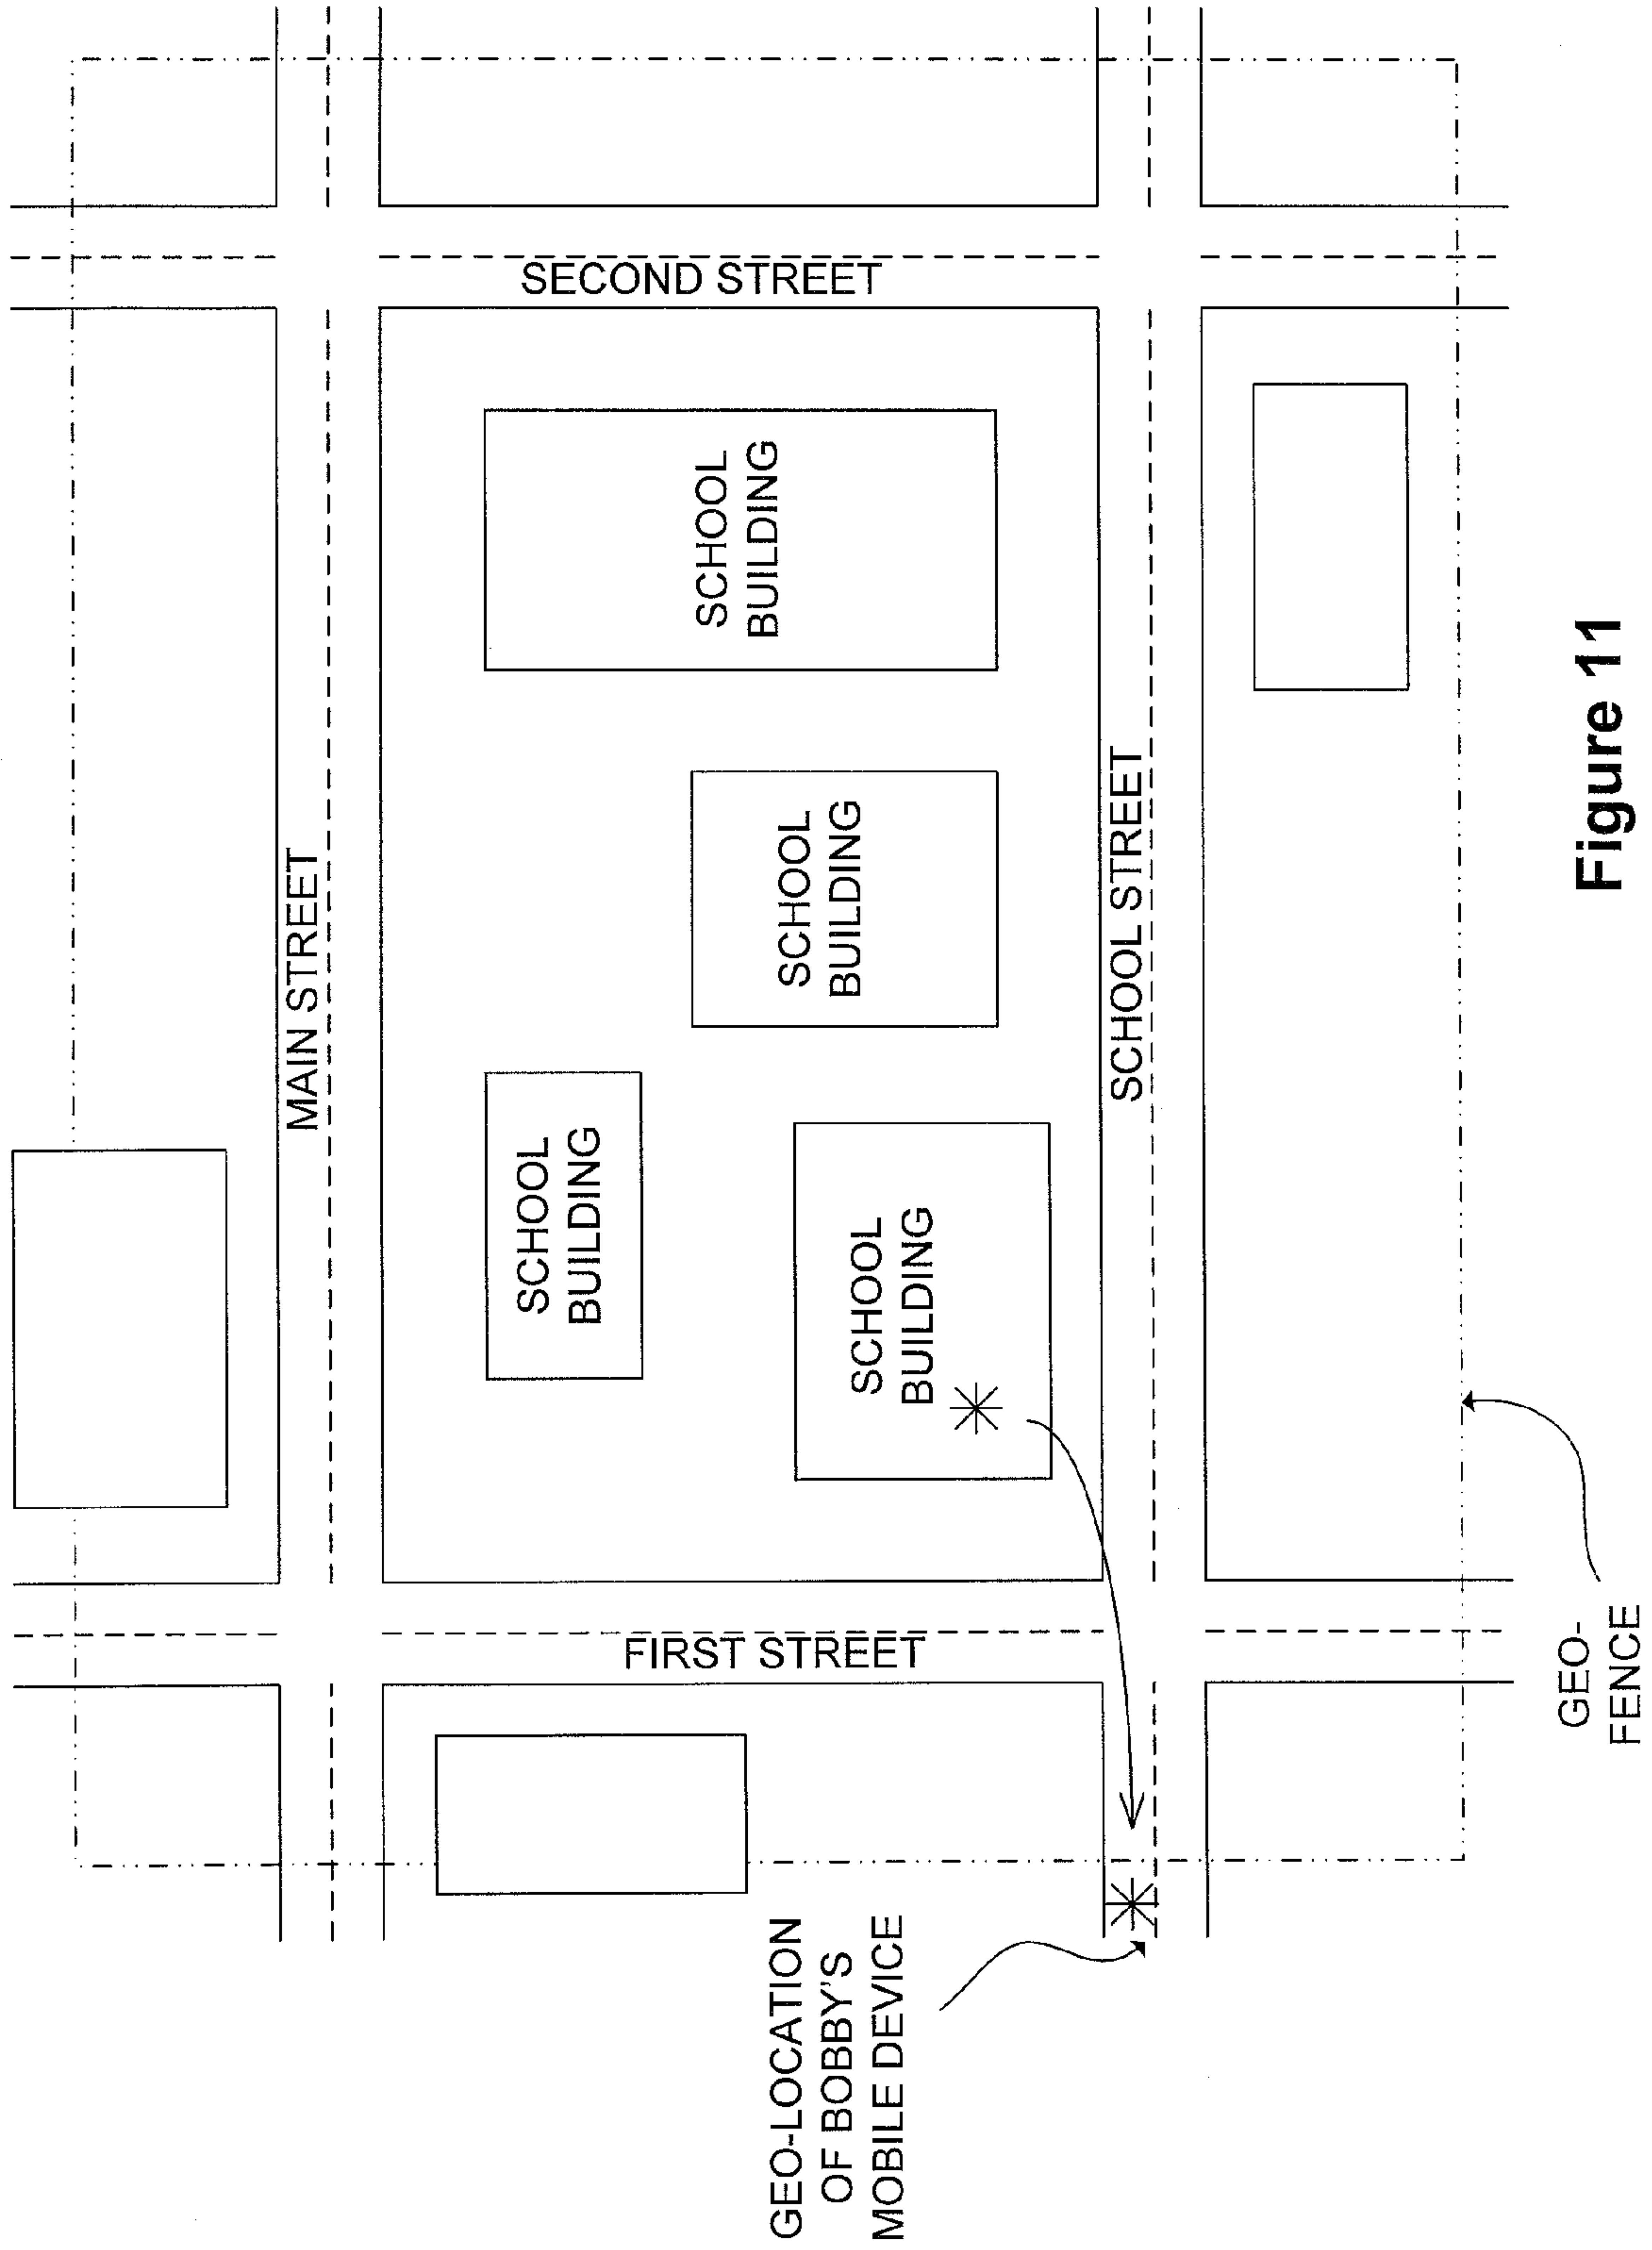 MAIN STREET
SCHOOL
BUILDING
SCHOOL
BUILDING
SCHOOL
BUILDING
SCHOOL
BUILDING
FIRST STREET
SECOND STREET
SCHOOL STREET
GEO-LOCATION
OF BOBBY'S
MOBILE DEVICE
GEO-
FENCE
Figure 11